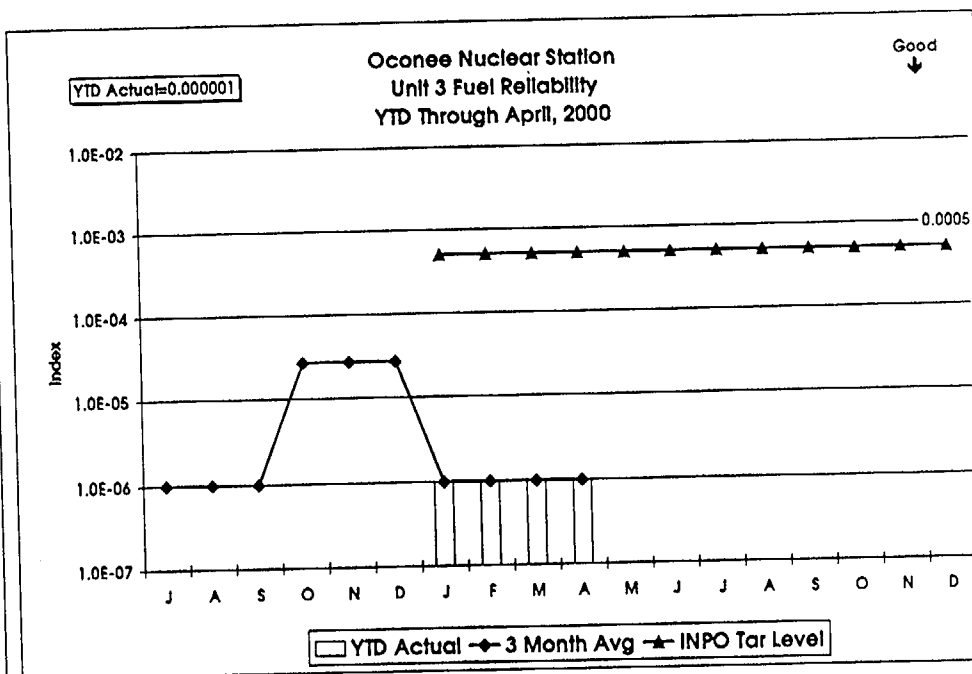 Oconee Nuclear Station
Unit 3 Fuel Reliability
YTD Through April, 2000
Good
YTD Actual=0.000001
1.0E-02
1.0E-03
1.0E-04
1.0E-05
1.0E-06
1.0E-07
Index
0.0005
J A S O N D J F M A M J J A S O N D
YTD Actual 3 Month Avg INPO Tar Level